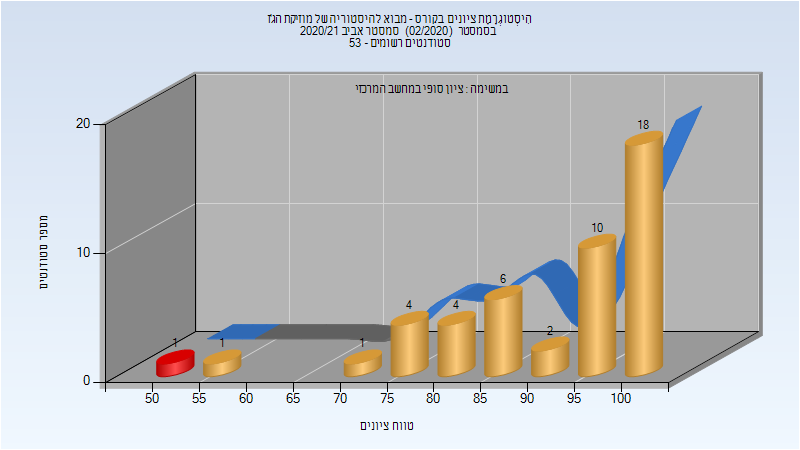 היסטוגרמת ציונים בקורס - מבוא להיסטוריה של מוזיקת הג'ז
בסמסטר (02/2020) סמסטר אביב 2020/21
סטודנטים רשומים - 53
במשימה : ציון סופי במחשב המרכזי
מספר סטודנטים
20
10
0
1
1
1
4
4
6
2
10
18
50 55 60 65 70 75 80 85 90 95 100
טווח ציונים